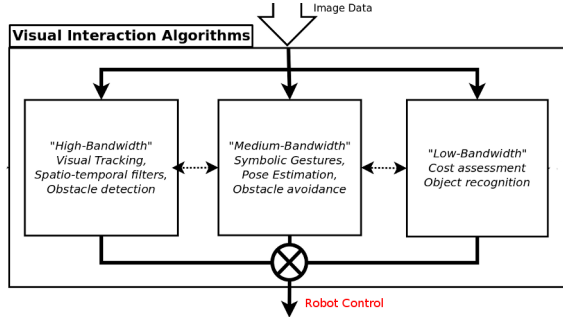 Image Data
Visual Interaction Algorithms
"High-Bandwidth"
Visual Tracking,
Spatio-temporal filters,
Obstacle detection
"Medium-Bandwidth"
Symbolic Gestures,
Pose Estimation,
Obstacle avoidance
"Low-Bandwidth"
Cost assessment
Object recognition
Robot Control